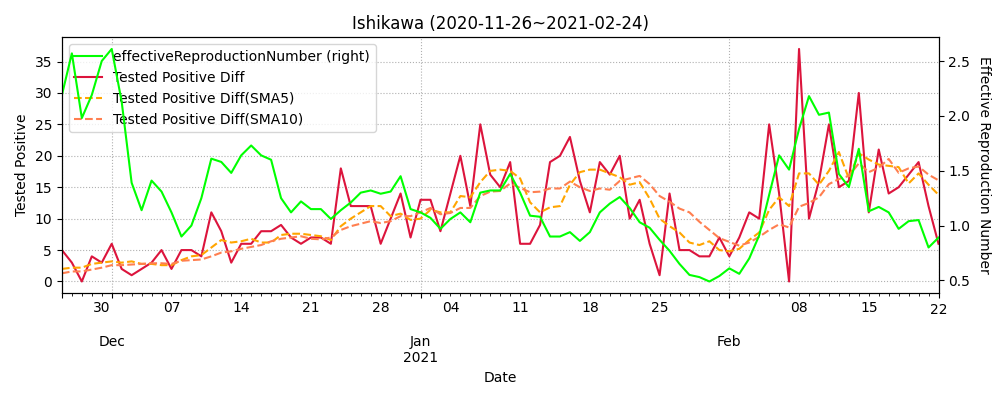 Ishikawa (2020-11-26~2021-02-24)
effectiveReproductionNumber (right)
Tested Positive Diff
Tested Positive Diff(SMA5)
Tested Positive Diff(SMA10)
Tested Positive
35
30
25
20
15
10
5
0
2.5
2.0
1.5
1.0
0.5
Effective Reproduction Number
30 07 14 21 28 04 11 18 25 08 15 22
Dec Jan Feb
2021
Date